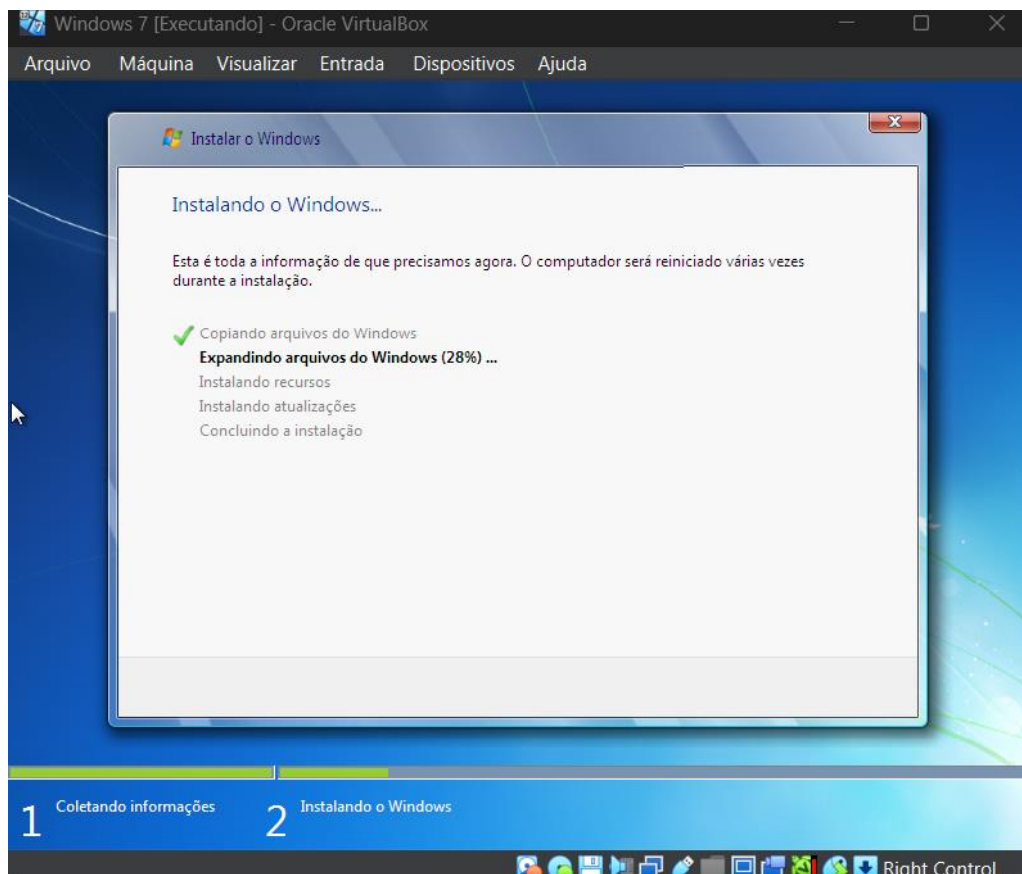 Windows 7 [Executando] - Oracle VirtualBox
Arquivo Máquina Visualizar Entrada Dispositivos Ajuda
Instalar o Windows
Instalando o Windows...
Esta é toda a informação de que precisamos agora. O computador será reiniciado várias vezes
durante a instalação.
Copiando arquivos do Windows
Expandindo arquivos do Windows (28%) ...
Instalando recursos
Instalando atualizações
Concluindo a instalação
1 Coletando informações 2 Instalando o Windows
Right Control